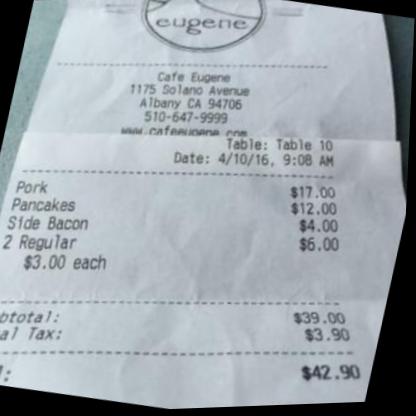 eugene
Cafe Eugene
1175 Solano Avenue
Albany CA 94706
510-647-9999
www.cafeeugene.com
Table: Table 10
Date: 4/10/16, 9:08 AM
Pork $17.00
Pancakes $12.00
Side Bacon $4.00
2 Regular $6.00
$3.00 each
btotal: $39.00
al Tax: $3.90
l: $42.90